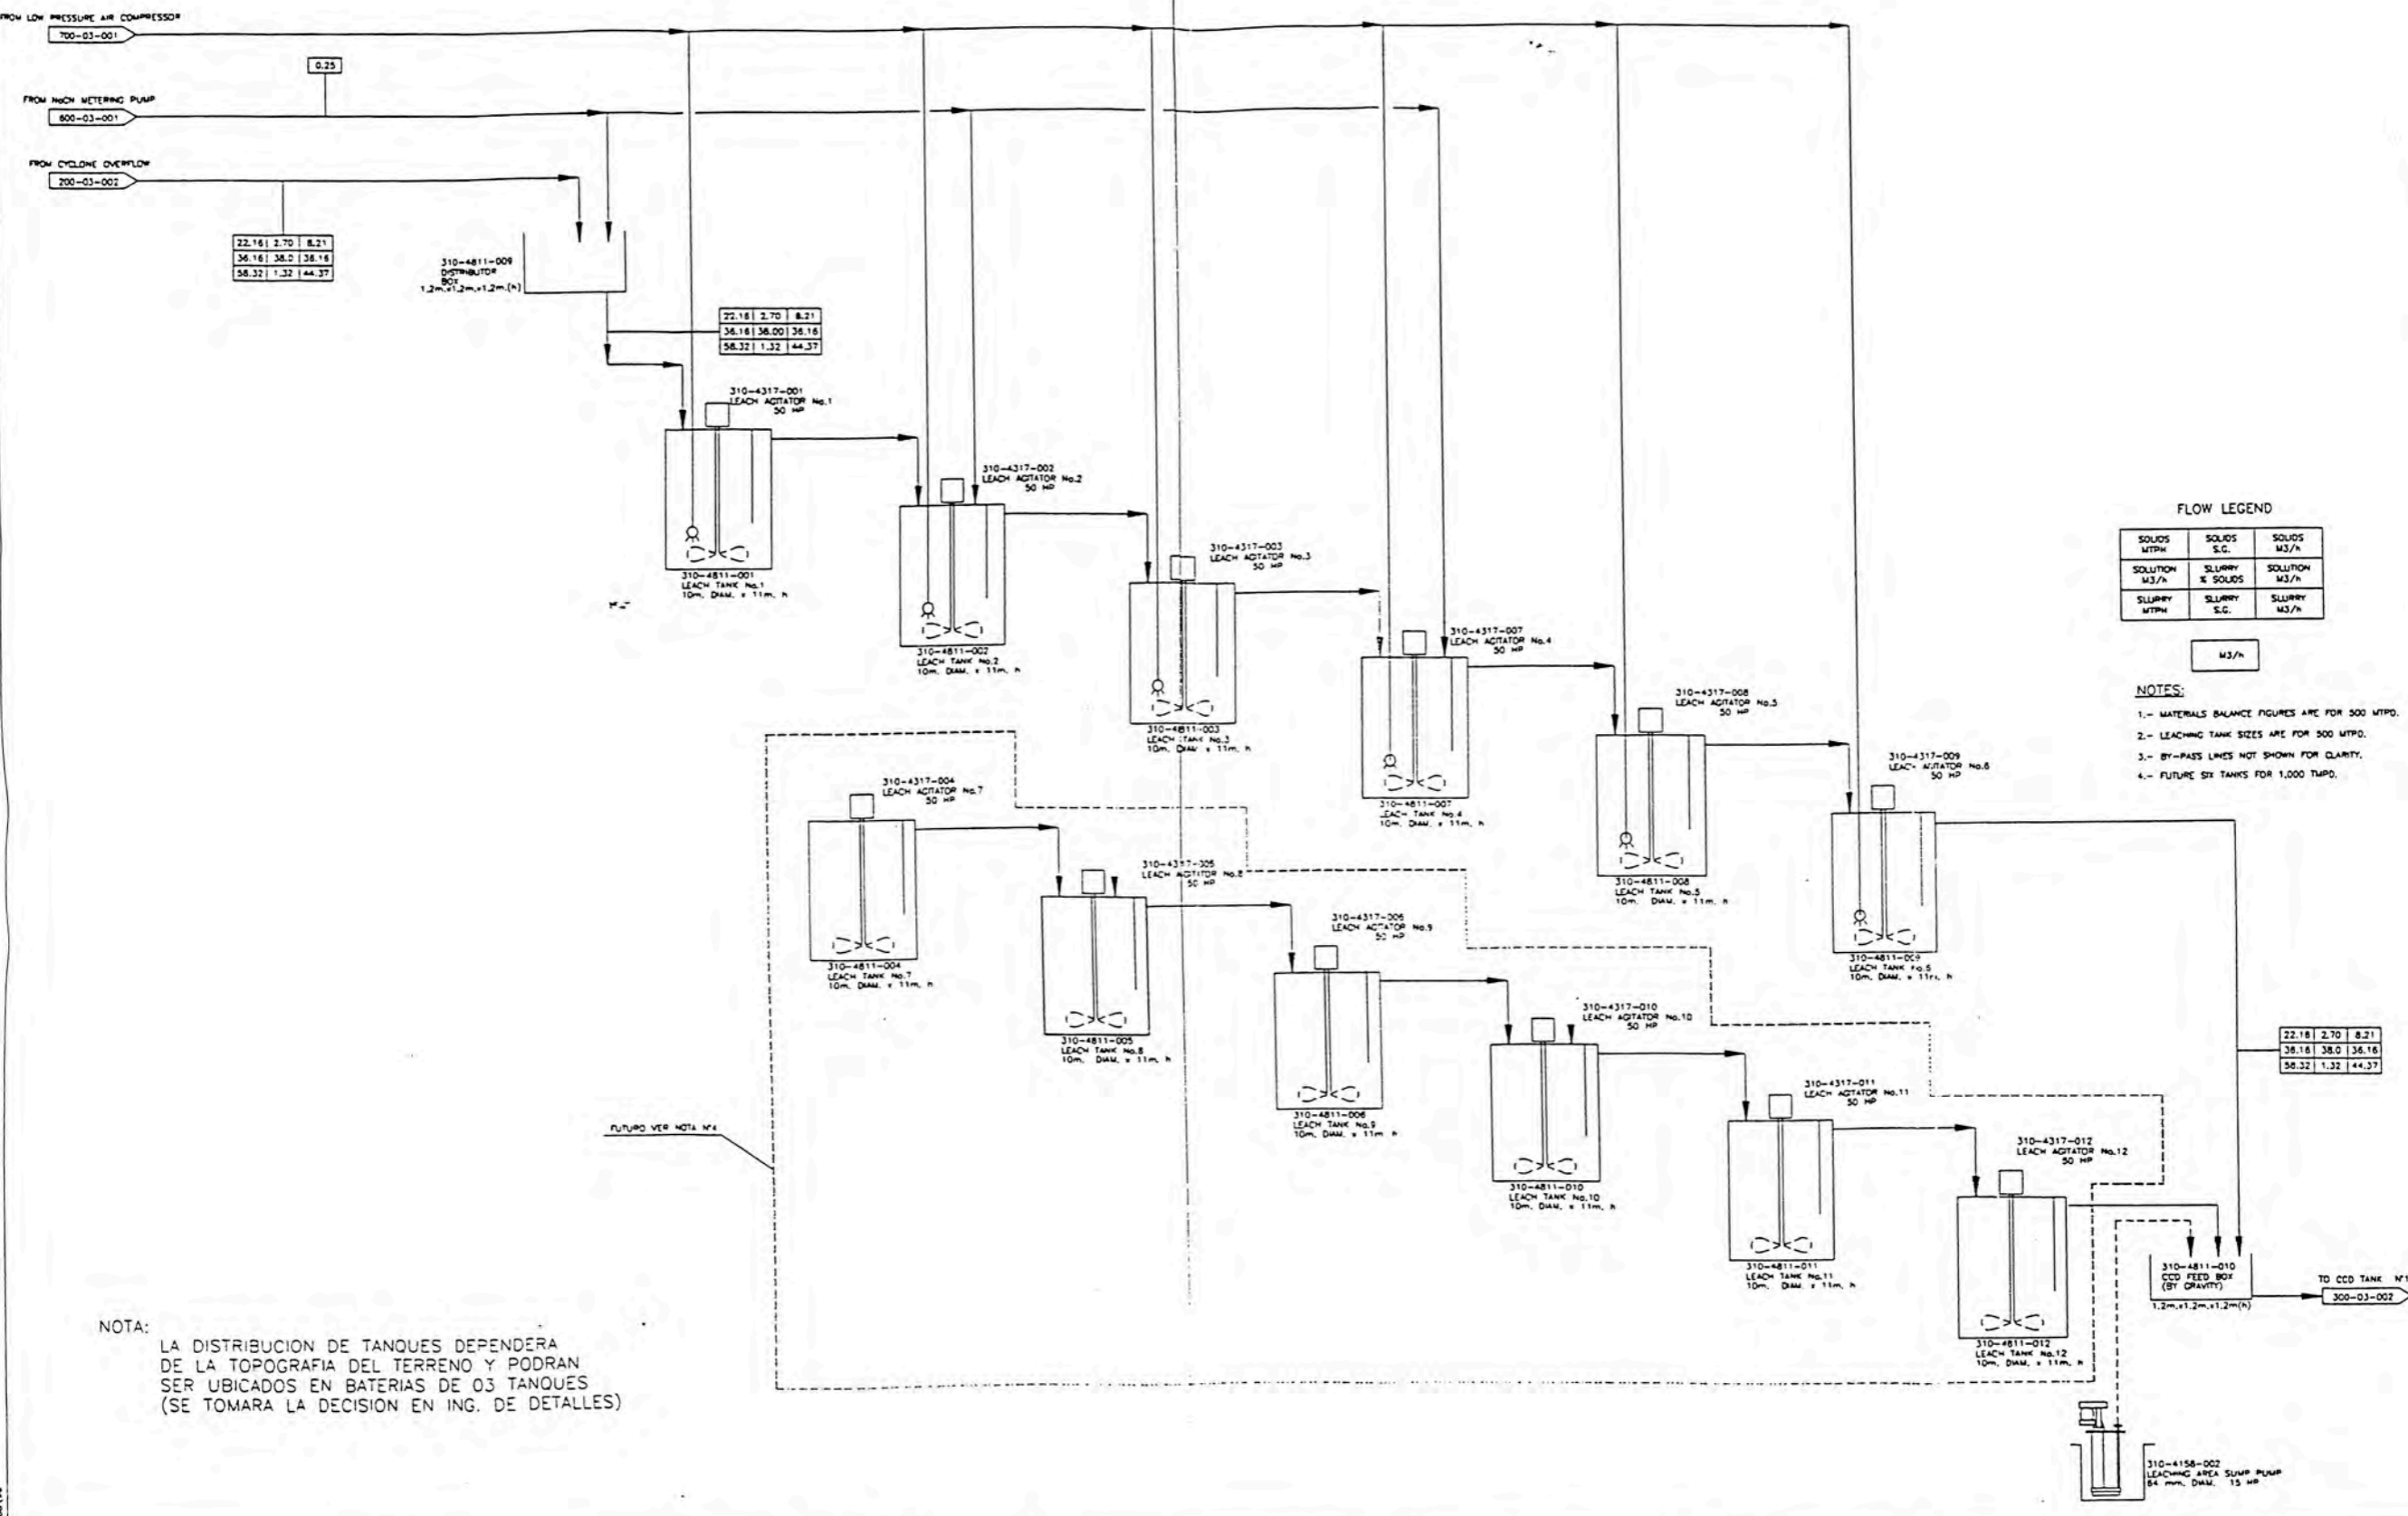 FROM LOW PRESSURE AIR COMPRESSOR
700-03-001
0.25
FROM NaCN METERING PUMP
600-03-001
FROM CYCLONE OVERFLOW
200-03-002
22.16 2.70 8.21
36.16 38.0 36.16
58.32 1.32 44.37
310-4811-009
DISTRIBUTOR
BOX
1.2m.x1.2m.x1.2m.(h)
22.16 2.70 8.21
36.16 38.00 36.16
58.32 1.32 44.37
310-4317-001
LEACH AGITATOR No.1
50 HP
310-4811-001
LEACH TANK No.1
10m. DIAM. x 11m. h
310-4317-002
LEACH AGITATOR No.2
50 HP
310-4811-002
LEACH TANK No.2
10m. DIAM. x 11m. h
310-4317-003
LEACH AGITATOR No.3
50 HP
310-4811-003
LEACH TANK No.3
10m. DIAM x 11m. h
310-4317-007
LEACH AGITATOR No.4
50 HP
310-4811-007
LEACH TANK No.4
10m. DIAM. x 11m. h
310-4317-008
LEACH AGITATOR No.5
50 HP
310-4811-008
LEACH TANK No.5
10m. DIAM. x 11m. h
310-4317-009
LEACH AGITATOR No.6
50 HP
310-4811-009
LEACH TANK No.6
10m. DIAM. x 11m. h
FLOW LEGEND
SOLIDS MTPH SOLIDS S.G. SOLIDS M3/h
SOLUTION M3/h SLURRY % SOLIDS SOLUTION M3/h
SLURRY MTPH SLURRY S.G. SLURRY M3/h
M3/h
NOTES:
1.- MATERIALS BALANCE FIGURES ARE FOR 500 MTPD.
2.- LEACHING TANK SIZES ARE FOR 500 MTPD.
3.- BY-PASS LINES NOT SHOWN FOR CLARITY.
4.- FUTURE SIX TANKS FOR 1,000 TMPD.
310-4317-004
LEACH AGITATOR No.7
50 HP
310-4811-004
LEACH TANK No.7
10m. DIAM. x 11m. h
310-4317-005
LEACH AGITATOR No.8
50 HP
310-4811-005
LEACH TANK No.8
10m. DIAM. x 11m. h
310-4317-006
LEACH AGITATOR No.9
50 HP
310-4811-006
LEACH TANK No.9
10m. DIAM. x 11m h
310-4317-010
LEACH AGITATOR No.10
50 HP
310-4811-010
LEACH TANK No.10
10m. DIAM. x 11m. h
310-4317-011
LEACH AGITATOR No.11
50 HP
310-4811-011
LEACH TANK No.11
10m. DIAM. x 11m. h
310-4317-012
LEACH AGITATOR No.12
50 HP
310-4811-012
LEACH TANK No.12
10m. DIAM. x 11m. h
22.16 2.70 8.21
36.16 38.0 36.16
58.32 1.32 44.37
FUTURO VER NOTA Nº4
310-4811-010
CCD FEED BOX
(BY GRAVITY)
1.2m.x1.2m.x1.2m(h)
TO CCD TANK Nº1
300-03-002
310-4158-002
LEACHING AREA SUMP PUMP
64 mm. DIAM. 15 HP
NOTA:
LA DISTRIBUCION DE TANQUES DEPENDERA
DE LA TOPOGRAFIA DEL TERRENO Y PODRAN
SER UBICADOS EN BATERIAS DE 03 TANQUES
(SE TOMARA LA DECISION EN ING. DE DETALLES)